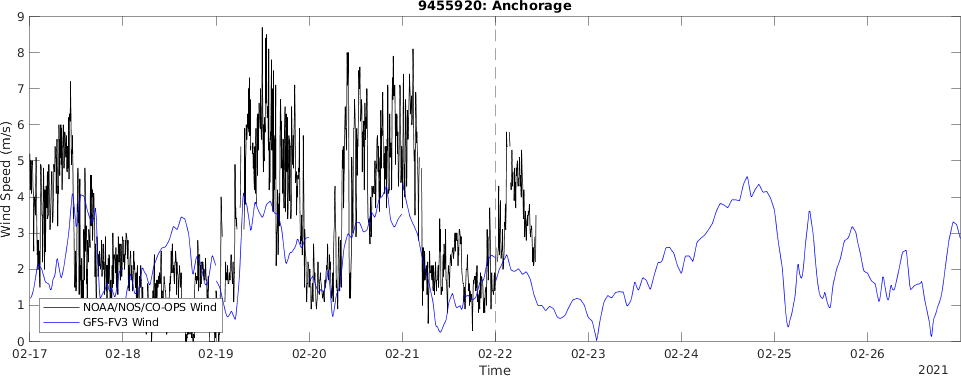 9455920: Anchorage
9
8
7
6
5
4
3
2
1
0
Wind Speed (m/s)
NOAA/NOS/CO-OPS Wind
GFS-FV3 Wind
02-17 02-18 02-19 02-20 02-21 02-22 02-23 02-24 02-25 02-26
Time
2021